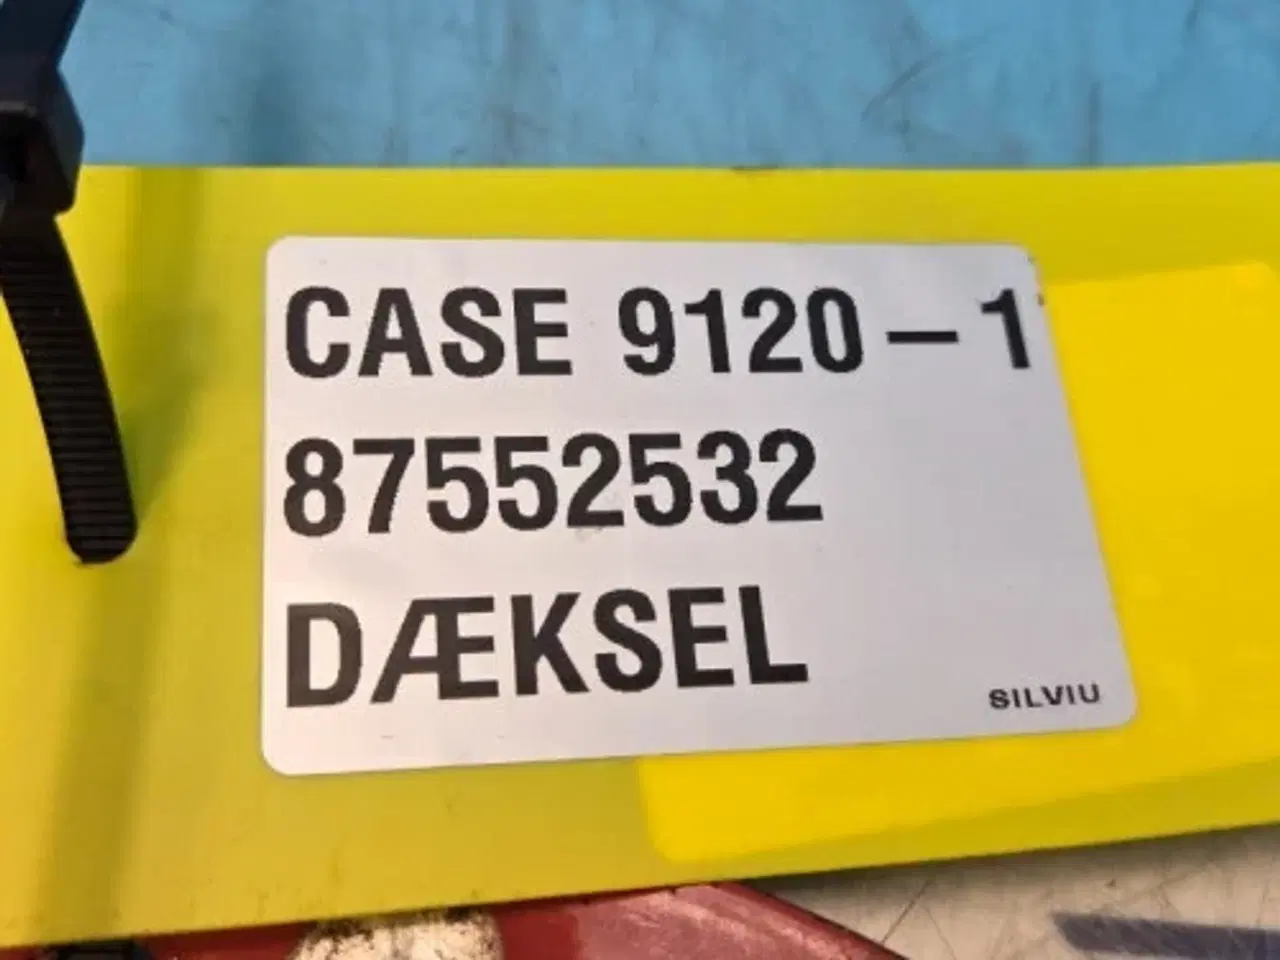 CASE 9120 – 1
87552532
DÆKSEL
SILVIU